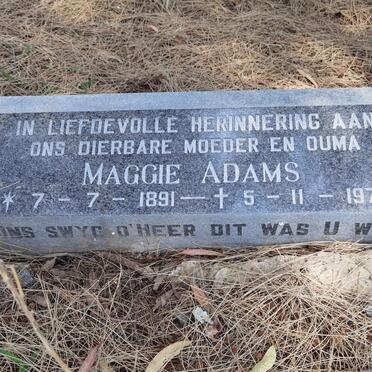 IN LIEFDEVOLLE HERINNERING AAN
ONS DIERBARE MOEDER EN OUMA
MAGGIE ADAMS
* 7 - 7 - 1891 - † 5 - 11 - 197
ONS SWYG O'HEER DIT WAS U W